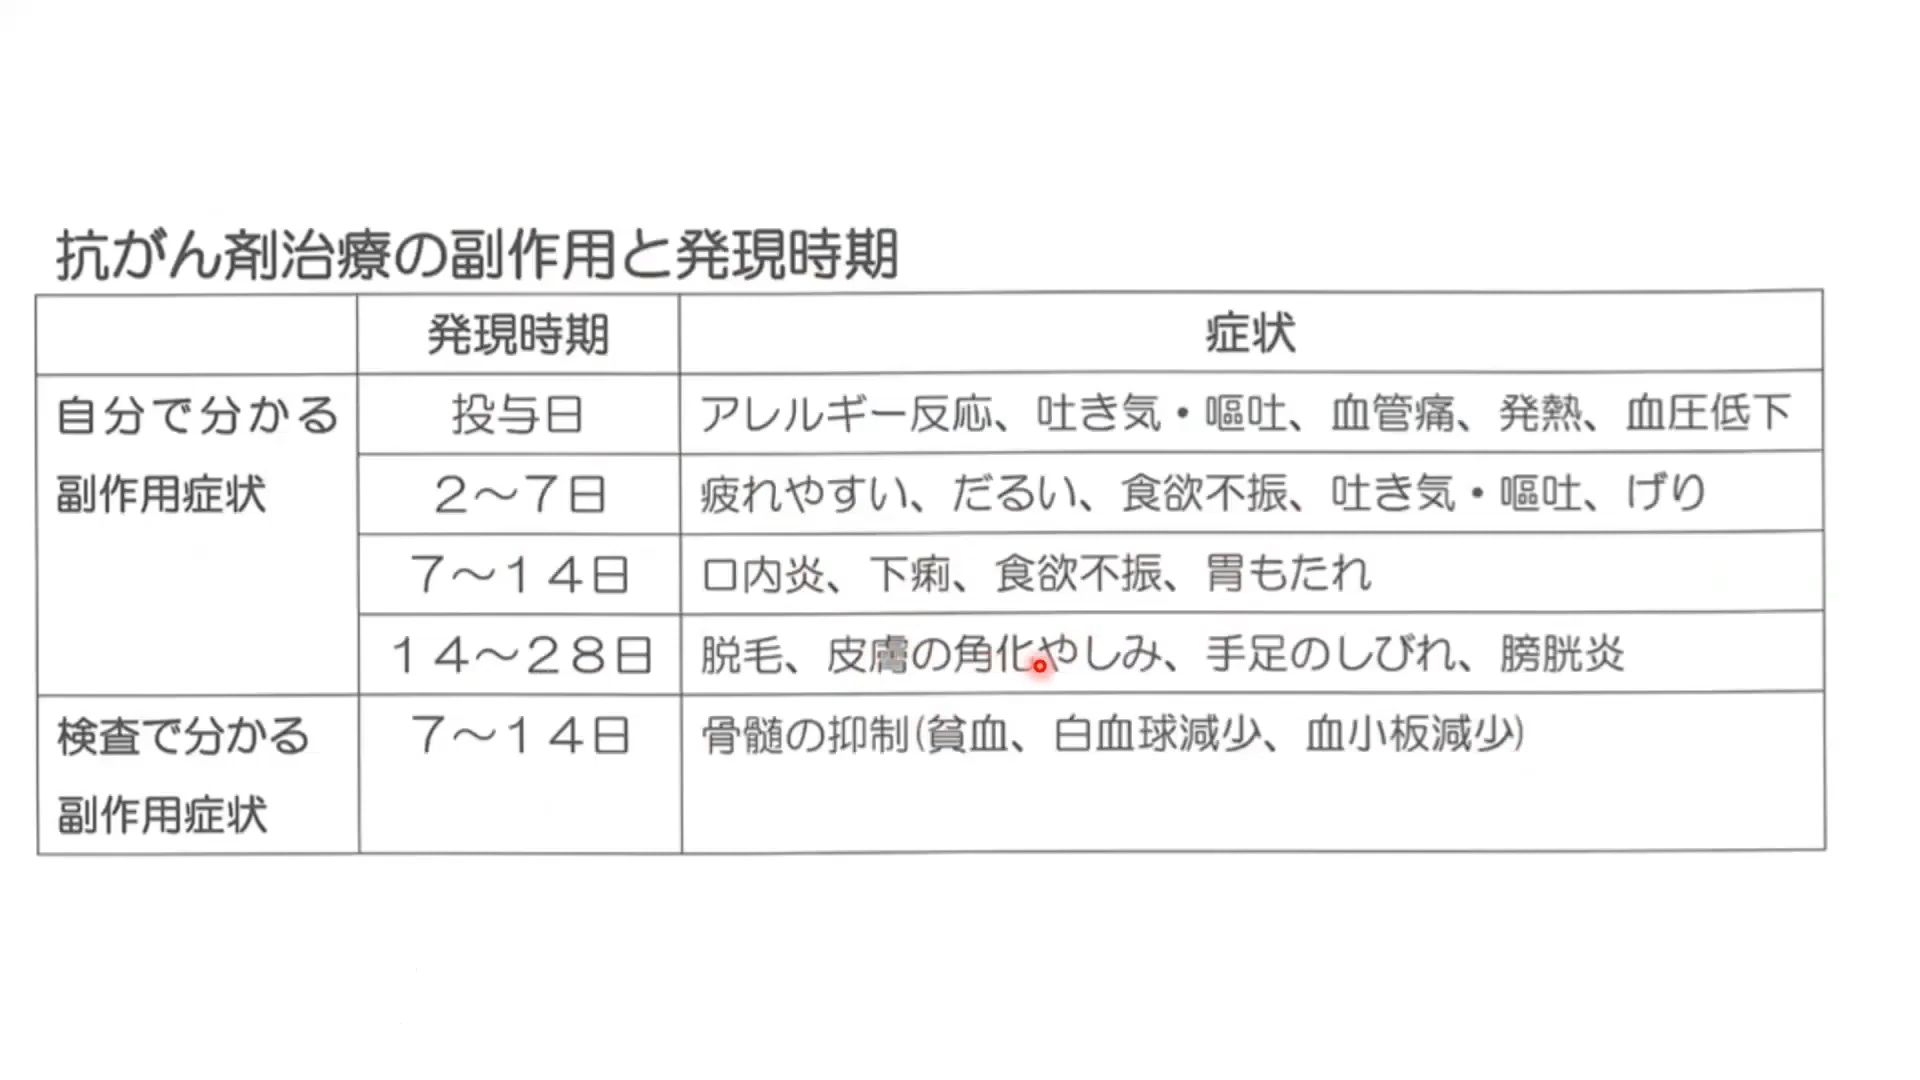 抗がん剤治療の副作用と発現時期
発現時期 症状
自分で分かる 投与日 アレルギー反応、吐き気・嘔吐、血管痛、発熱、血圧低下
副作用症状 2～7日 疲れやすい、だるい、食欲不振、吐き気・嘔吐、げり
7～14日 口内炎、下痢、食欲不振、胃もたれ
14～28日 脱毛、皮膚の角化やしみ、手足のしびれ、膀胱炎
検査で分かる 7～14日 骨髄の抑制(貧血、白血球減少、血小板減少)
副作用症状